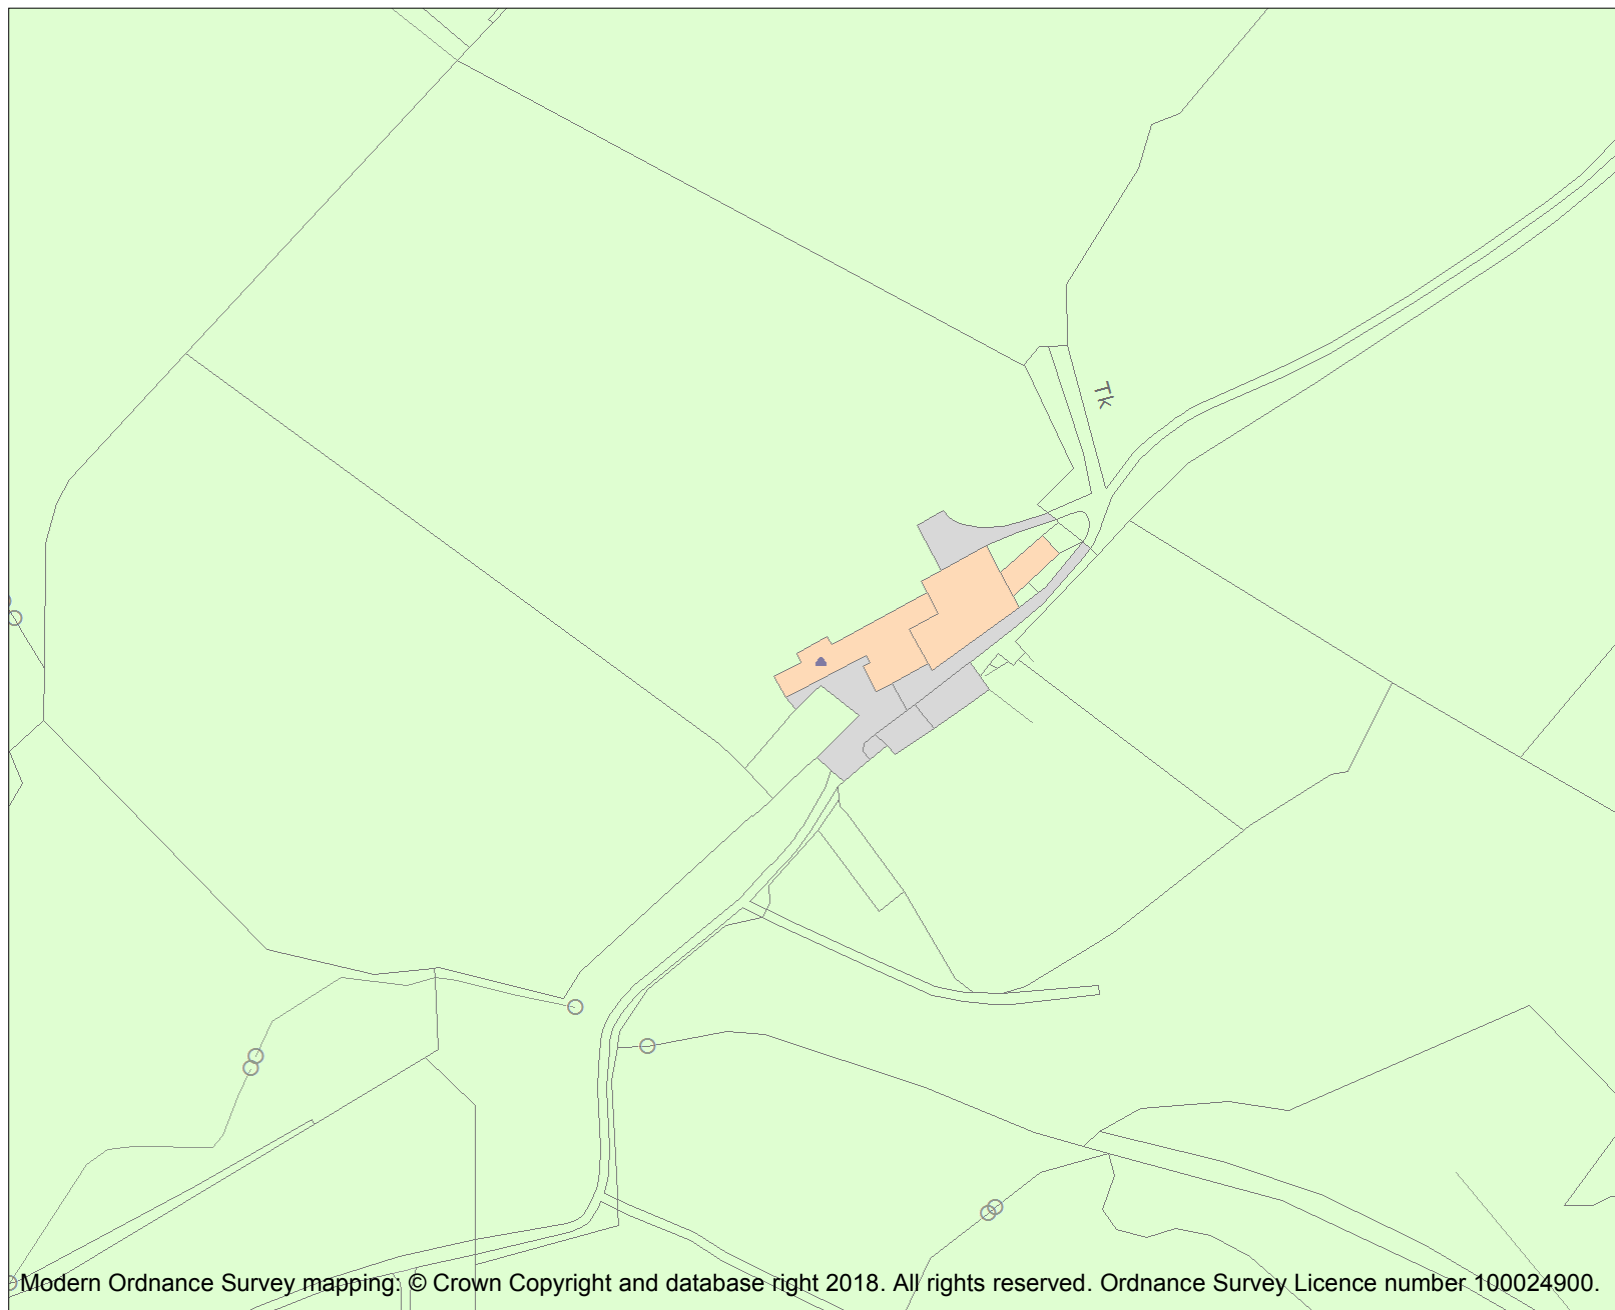 Tk
Modern Ordnance Survey mapping: © Crown Copyright and database right 2018. All rights reserved. Ordnance Survey Licence number 100024900.